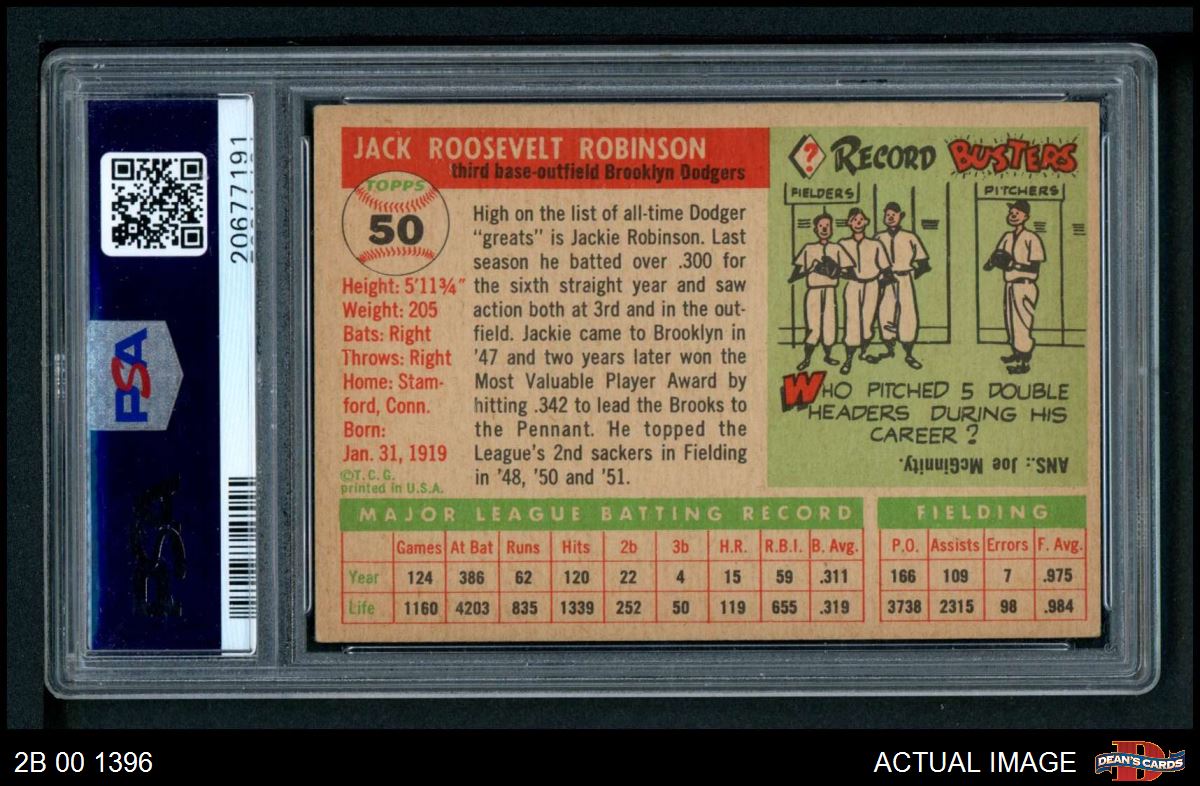 20677191
PSA
PSA
JACK ROOSEVELT ROBINSON
third base-outfield Brooklyn Dodgers
TOPPS
50
Height: 5'11¾"
Weight: 205
Bats: Right
Throws: Right
Home: Stam-
ford, Conn.
Born:
Jan. 31, 1919
©T. C. G.
printed in U.S.A.
High on the list of all-time Dodger
"greats" is Jackie Robinson. Last
season he batted over .300 for
the sixth straight year and saw
action both at 3rd and in the out-
field. Jackie came to Brooklyn in
'47 and two years later won the
Most Valuable Player Award by
hitting .342 to lead the Brooks to
the Pennant. He topped the
League's 2nd sackers in Fielding
in '48, '50 and '51.
? RECORD BUSTERS
FIELDERS PITCHERS
WHO PITCHED 5 DOUBLE
HEADERS DURING HIS
CAREER?
ANS.: Joe McGinnity.
MAJOR LEAGUE BATTING RECORD FIELDING
Games At Bat Runs Hits 2b 3b H.R. R.B.I. B. Avg. P.O. Assists Errors F. Avg.
Year 124 386 62 120 22 4 15 59 .311 166 109 7 .975
Life 1160 4203 835 1339 252 50 119 655 .319 3738 2315 98 .984
2B 00 1396
ACTUAL IMAGE
DEAN'S CARDS